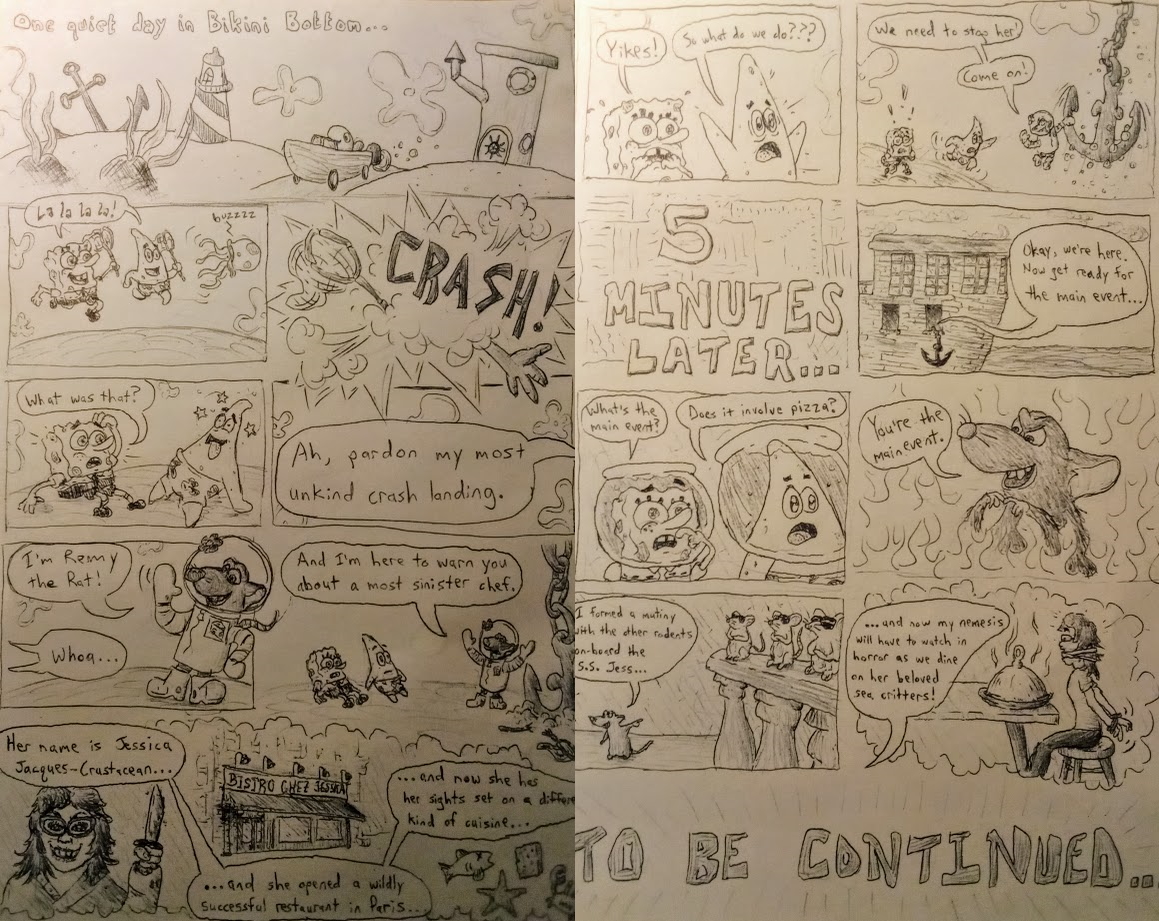 One quiet day in Bikini Bottom...
La la la la!
buzzzz
CRASH!
What was that?
Ah, pardon my most
unkind crash landing.
I'm Remy
the Rat!
Whoa...
And I'm here to warn you
about a most sinister chef.
Her name is Jessica
Jacques-Crustacean...
BISTRO CHEZ JESSICA
...and she opened a wildly
successful restaurant in Paris...
...and now she has
her sights set on a
kind of cuisine...
Yikes!
So what do we do???
We need to stop her!
Come on!
5
MINUTES
LATER...
Okay, we're here.
Now get ready for
the main event...
What's the
main event?
Does it involve pizza?
You're the
main event.
I formed a mutiny
with the other rodents
on-board the
S.S. Jess...
...and now my nemesis
will have to watch in
horror as we dine
on her beloved
sea critters!
TO BE CONTINUED...